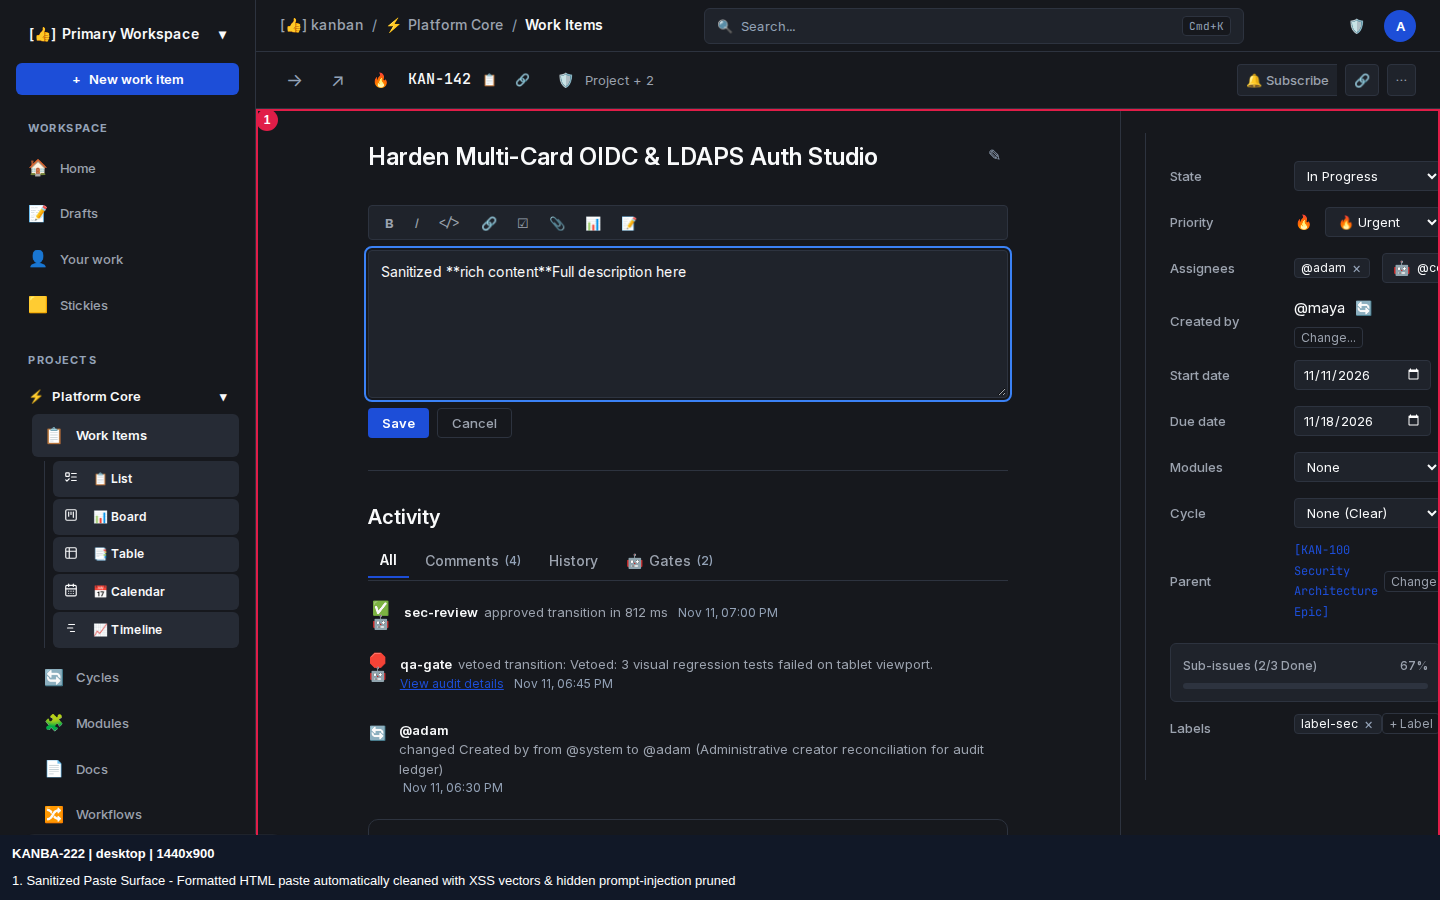 [👍] Primary Workspace ▼
+ New work item
WORKSPACE
🏠 Home
📝 Drafts
👤 Your work
🟨 Stickies
PROJECTS
⚡ Platform Core ▼
📋 Work Items
📋 List
📊 Board
📑 Table
📅 Calendar
📈 Timeline
🔄 Cycles
🧩 Modules
📄 Docs
🔀 Workflows
[👍] kanban / ⚡ Platform Core / Work Items
🔍 Search... Cmd+K
🛡️ A
→ ↗ 🔥 KAN-142 📋 🔗 🛡️ Project + 2
🔔 Subscribe 🔗 ...
1
Harden Multi-Card OIDC & LDAPS Auth Studio ✎
B I </> 🔗 ☑ 📎 📊 📝
Sanitized **rich content**Full description here
Save Cancel
Activity
All Comments (4) History 🤖 Gates (2)
✅🤖 sec-review approved transition in 812 ms Nov 11, 07:00 PM
🛑🤖 qa-gate vetoed transition: Vetoed: 3 visual regression tests failed on tablet viewport.
View audit details Nov 11, 06:45 PM
🔄 @adam
changed Created by from @system to @adam (Administrative creator reconciliation for audit
ledger)
Nov 11, 06:30 PM
State In Progress
Priority 🔥 🔥 Urgent
Assignees @adam × 🤖 @co
Created by @maya 🔄
Change...
Start date 11/11/2026
Due date 11/18/2026
Modules None
Cycle None (Clear)
Parent [KAN-100
Security
Architecture
Epic]
Change
Sub-issues (2/3 Done) 67%
Labels label-sec × + Label
KANBA-222 | desktop | 1440x900
1. Sanitized Paste Surface - Formatted HTML paste automatically cleaned with XSS vectors & hidden prompt-injection pruned